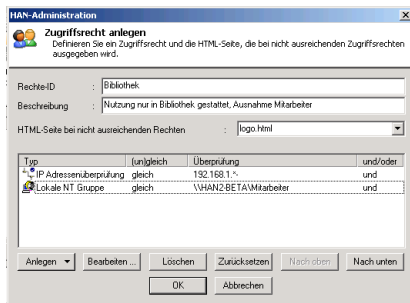 HAN-Administration
Zugriffsrecht anlegen
Definieren Sie ein Zugriffsrecht und die HTML-Seite, die bei nicht ausreichenden Zugriffsrechten
ausgegeben wird.
Rechte-ID : Bibliothek
Beschreibung : Nutzung nur in Bibliothek gestattet, Ausnahme Mitarbeiter
HTML-Seite bei nicht ausreichenden Rechten : logo.html
Typ (un)gleich Überprüfung und/oder
IP Adressenüberprüfung gleich 192.168.1.*- und
Lokale NT Gruppe gleich \\HAN2-BETA\Mitarbeiter und
Anlegen Bearbeiten ... Löschen Zurücksetzen Nach oben Nach unten
OK Abbrechen